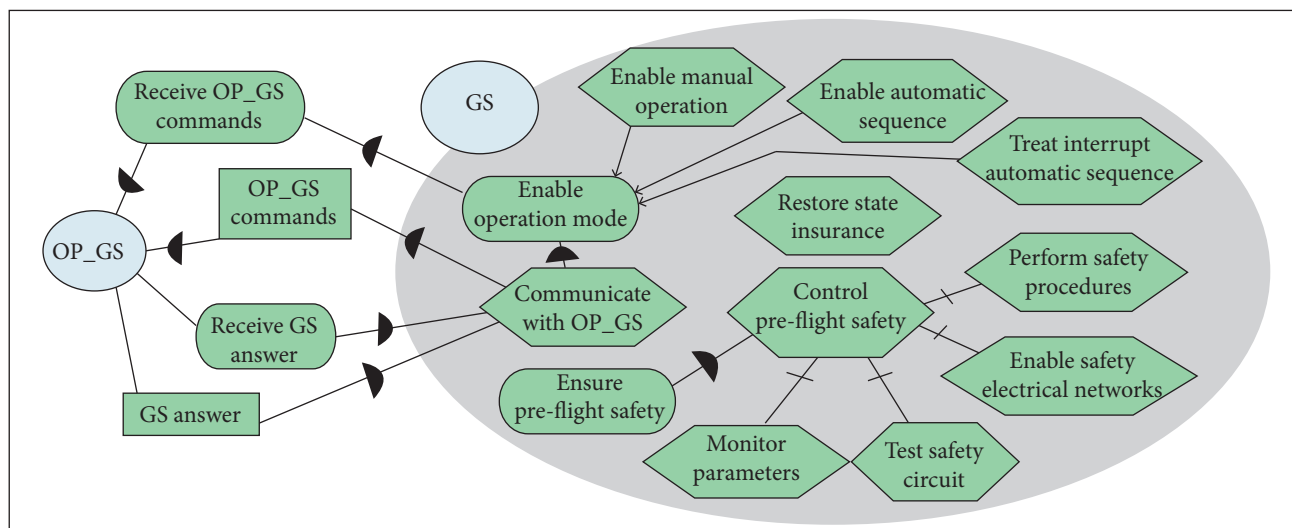 Receive OP_GS
commands
GS
Enable manual
operation
Enable automatic
sequence
Treat interrupt
automatic sequence
OP_GS
commands
Enable
operation mode
Restore state
insurance
OP_GS
Perform safety
procedures
Communicate
with OP_GS
Control
pre-flight safety
Receive GS
answer
Enable safety
electrical networks
Ensure
pre-flight safety
GS answer
Monitor
parameters
Test safety
circuit